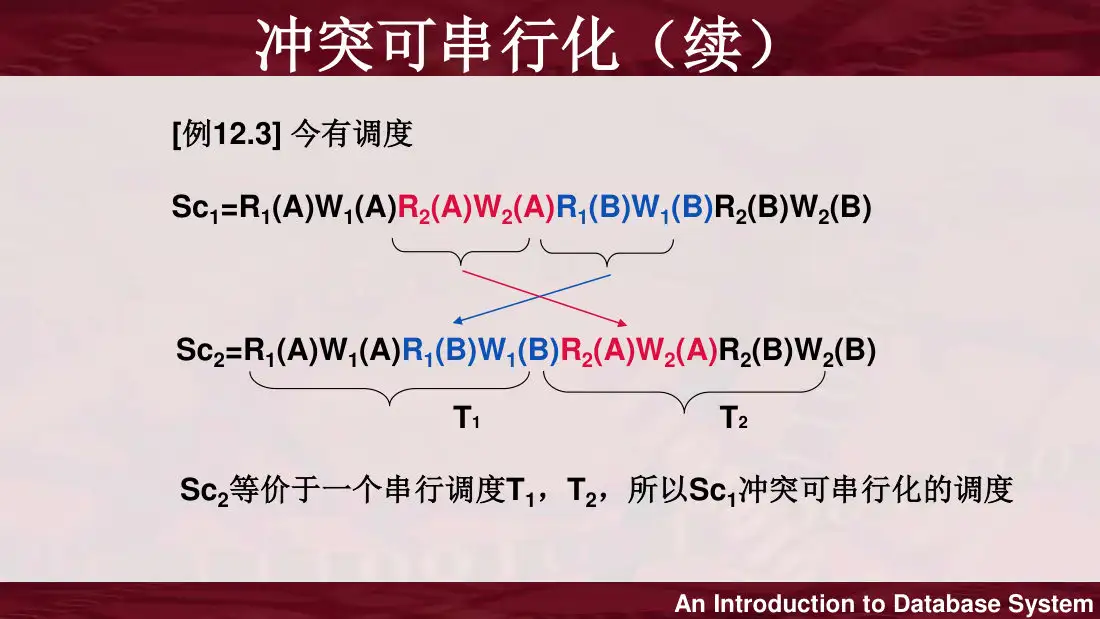 冲突可串行化（续）
[例12.3] 今有调度
Sc₁=R₁(A)W₁(A)R₂(A)W₂(A)R₁(B)W₁(B)R₂(B)W₂(B)
Sc₂=R₁(A)W₁(A)R₁(B)W₁(B)R₂(A)W₂(A)R₂(B)W₂(B)
T₁ T₂
Sc₂等价于一个串行调度T₁，T₂，所以Sc₁冲突可串行化的调度
An Introduction to Database System